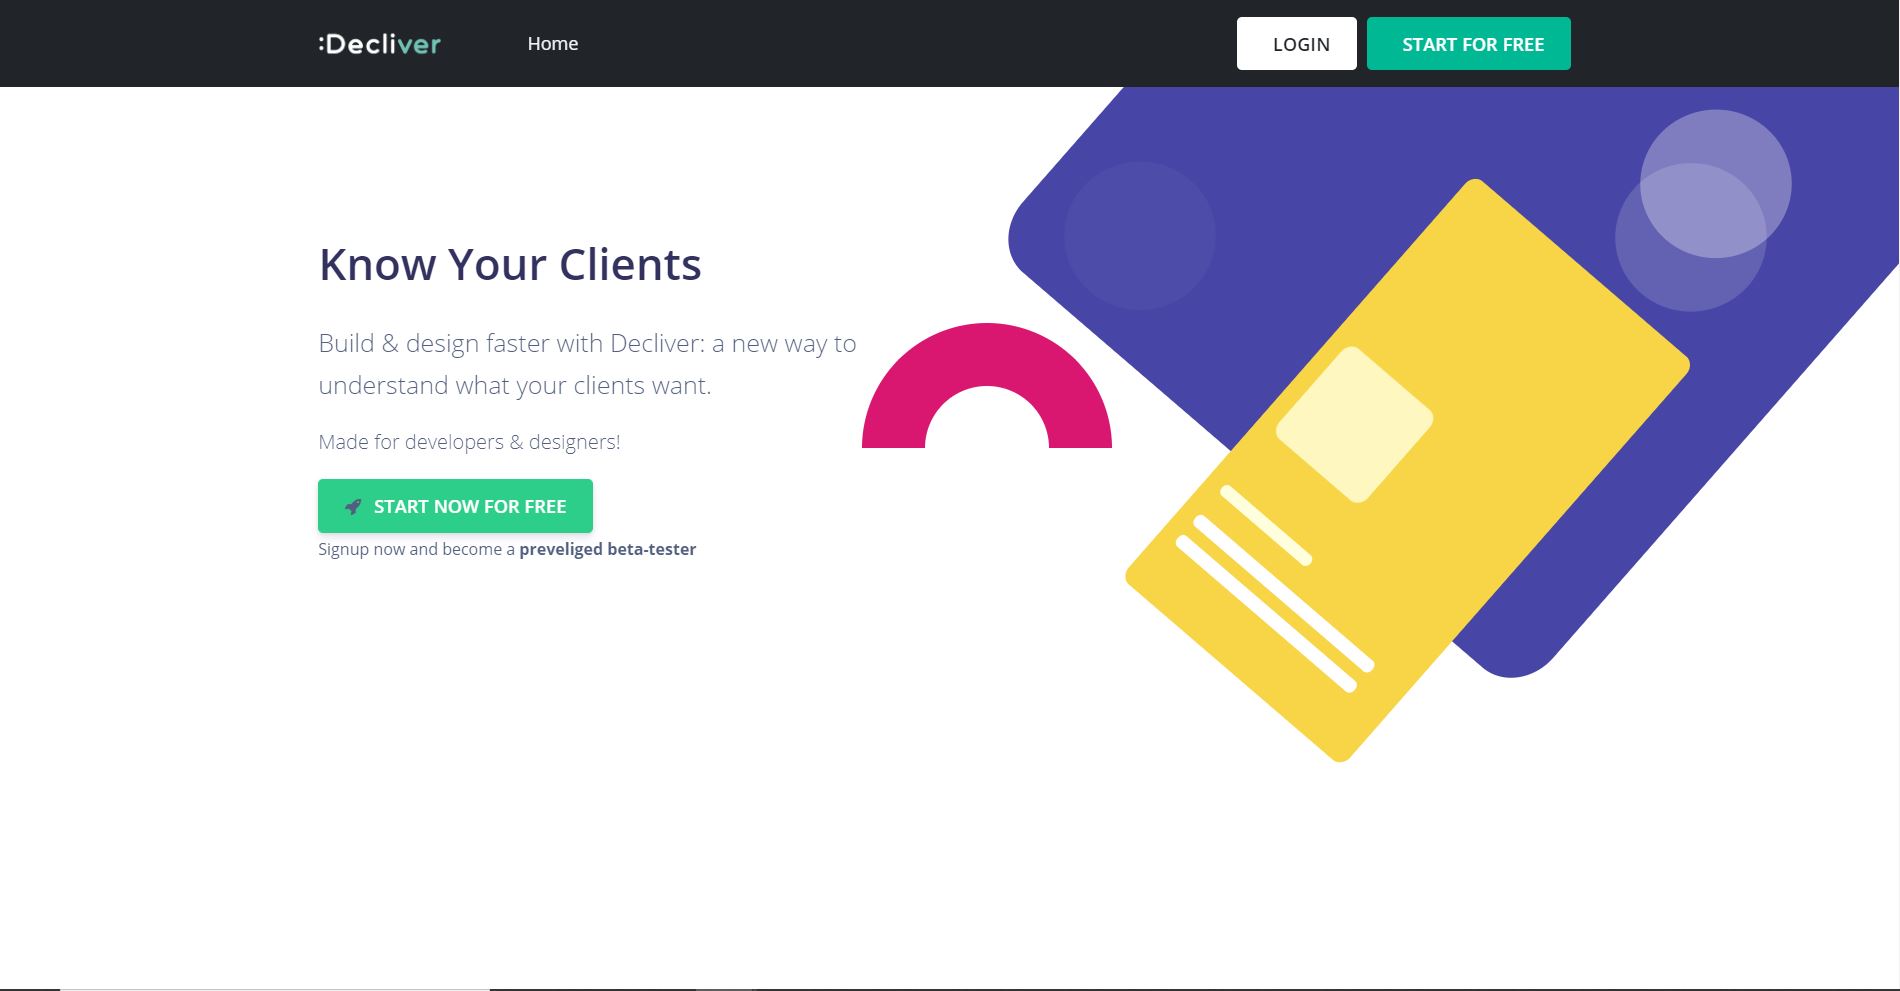 :Decliver
Home
LOGIN
START FOR FREE
Know Your Clients
Build & design faster with Decliver: a new way to
understand what your clients want.
Made for developers & designers!
START NOW FOR FREE
Signup now and become a preveliged beta-tester